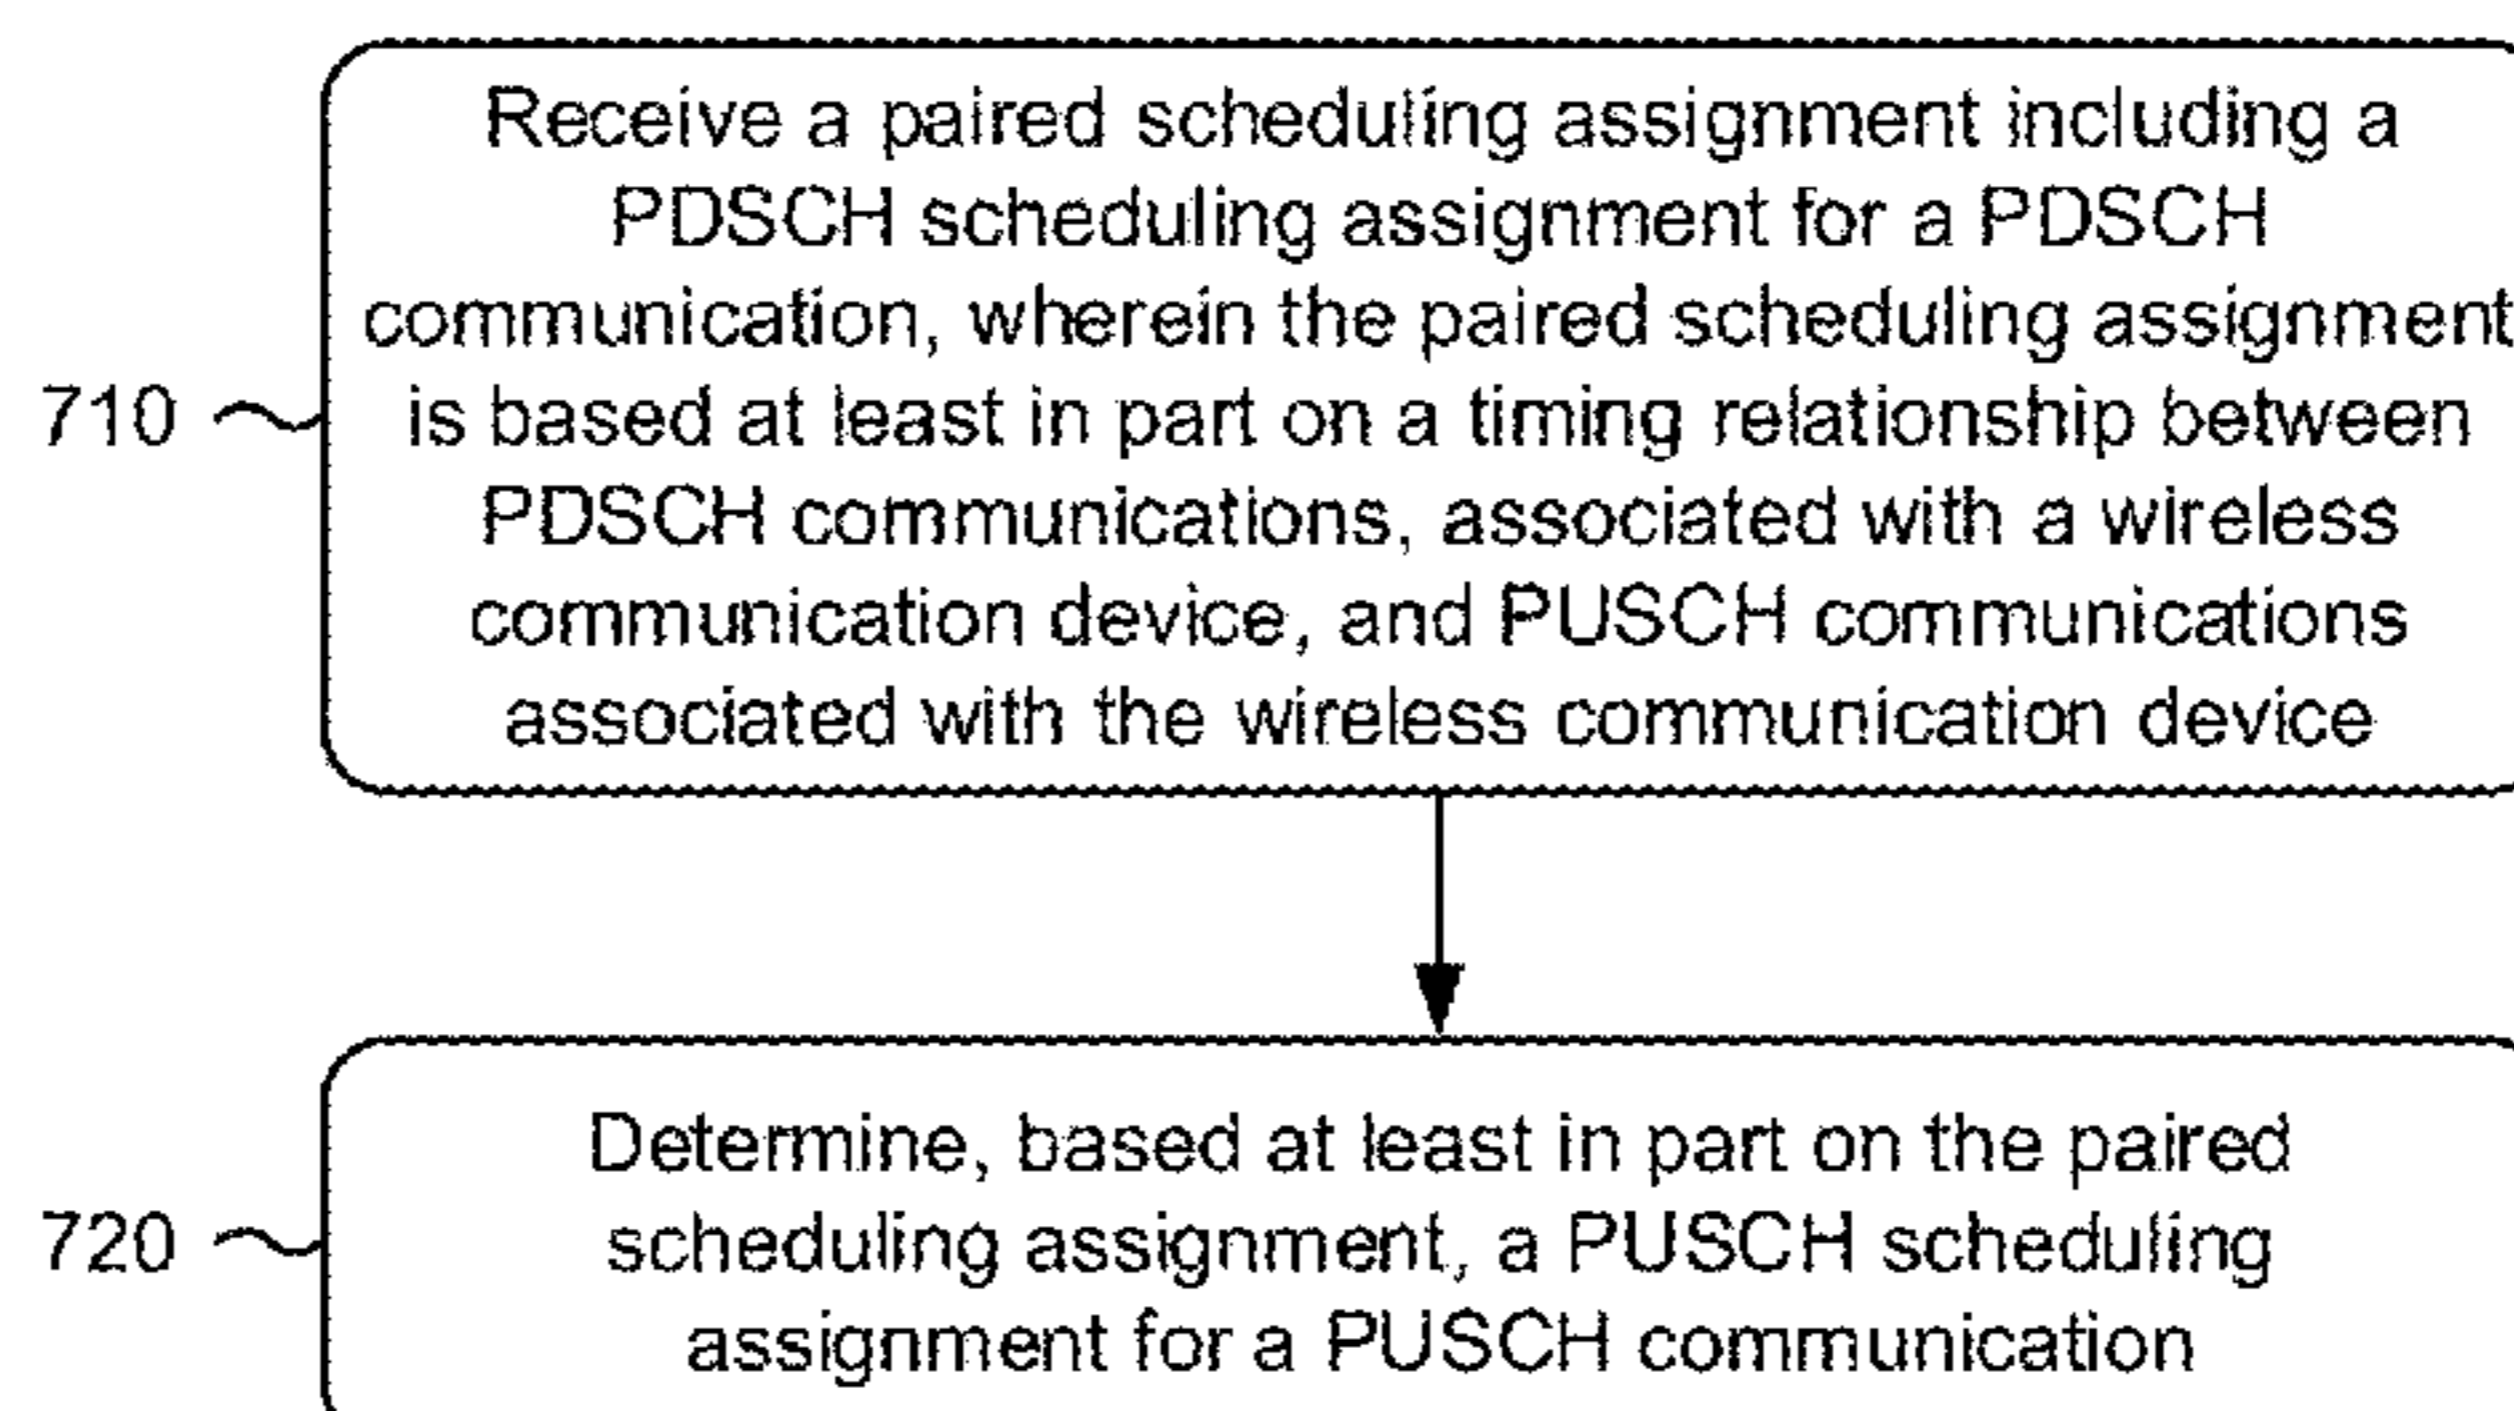 Receive a paired scheduling assignment including a
PDSCH scheduling assignment for a PDSCH
communication, wherein the paired scheduling assignment
710
is based at least in part on a timing relationship between
PDSCH communications, associated with a wireless
communication device, and PUSCH communications
associated with the wireless communication device
Determine, based at least in part on the paired
720
scheduling assignment, a PUSCH scheduling
assignment for a PUSCH communication